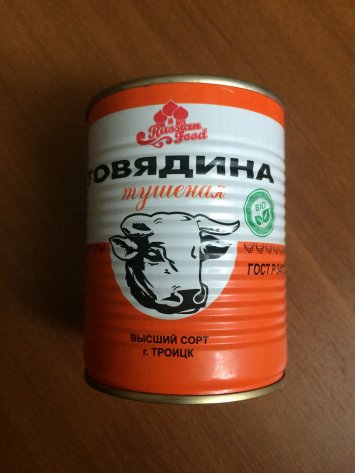 Russian
Food
ГОВЯДИНА
тушеная
BIO
ГОСТ Р
ВЫСШИЙ СОРТ
г. ТРОИЦК